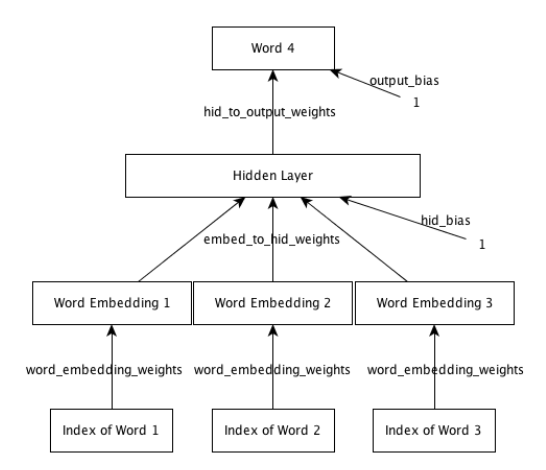 Word 4
output_bias
1
hid_to_output_weights
Hidden Layer
hid_bias
embed_to_hid_weights
1
Word Embedding 1 Word Embedding 2 Word Embedding 3
word_embedding_weights word_embedding_weights word_embedding_weights
Index of Word 1 Index of Word 2 Index of Word 3